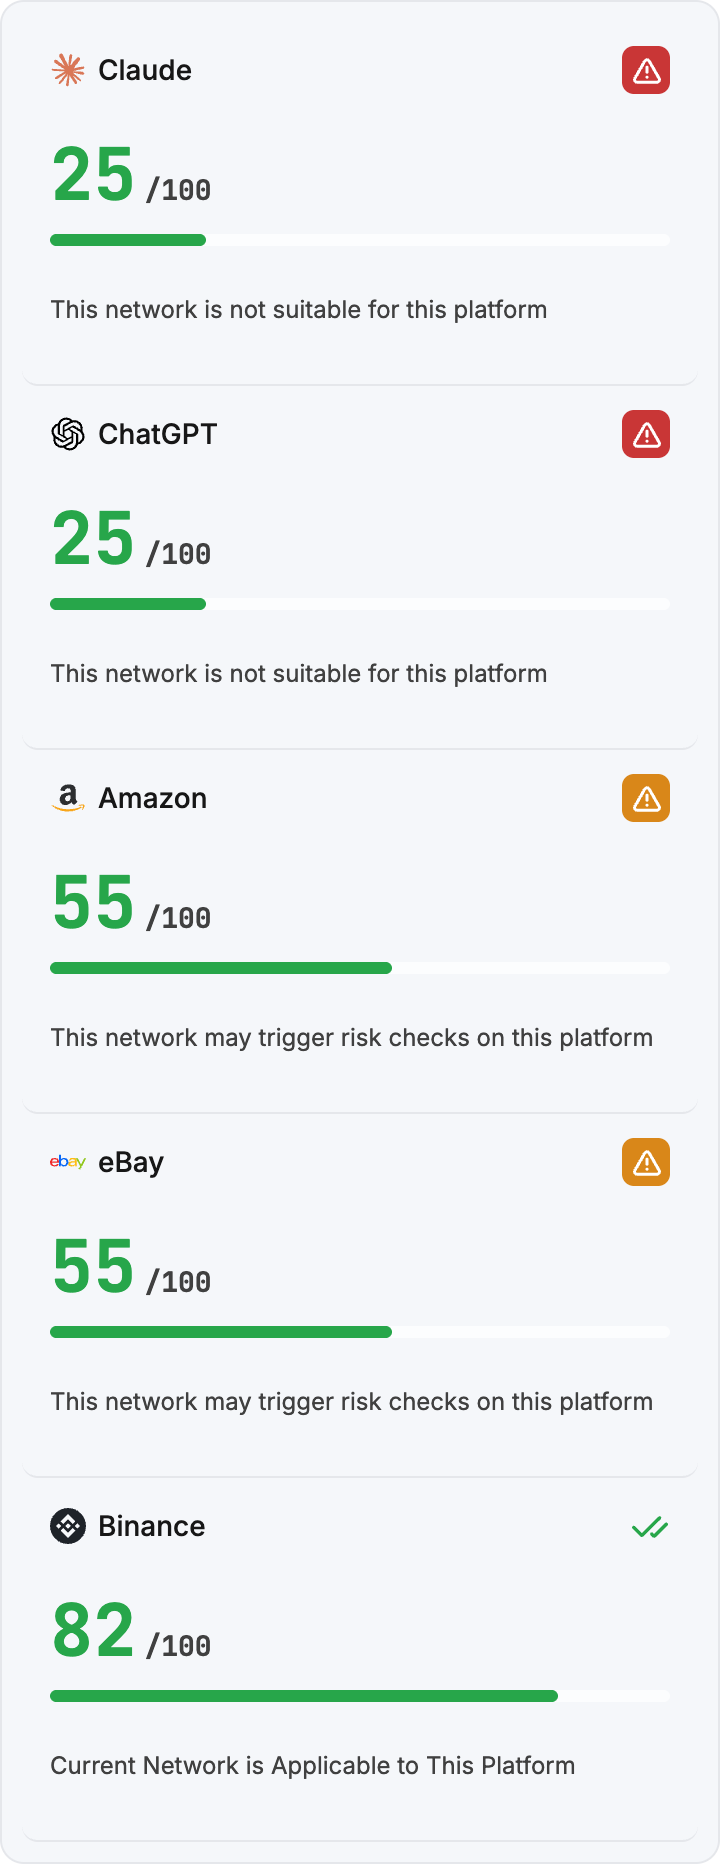 Claude
25 /100
This network is not suitable for this platform
ChatGPT
25 /100
This network is not suitable for this platform
a Amazon
55 /100
This network may trigger risk checks on this platform
ebay eBay
55 /100
This network may trigger risk checks on this platform
Binance
82 /100
Current Network is Applicable to This Platform